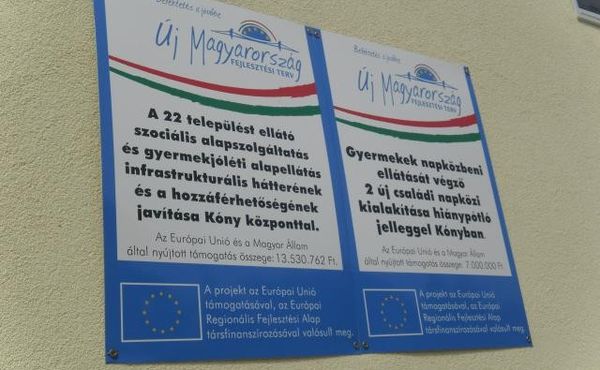 Befektetés a jövőbe
Új Magyarország
FEJLESZTÉSI TERV
A 22 települést ellátó
szociális alapszolgáltatás
és gyermekjóléti alapellátás
infrastrukturális hátterének
és a hozzáférhetőségének
javítása Kóny központtal.
Az Európai Unió és a Magyar Állam
által nyújtott támogatás összege: 13.530.762 Ft.
A projekt az Európai Unió
támogatásával, az Európai
Regionális Fejlesztési Alap
társfinanszírozásával valósult meg.
Befektetés a jövőbe
Új Magyarország
FEJLESZTÉSI TERV
Gyermekek napközbeni
ellátását végző
2 új családi napközi
kialakítása hiánypótló
jelleggel Kónyban.
Az Európai Unió és a Magyar Állam
által nyújtott támogatás összege: 7.000.000 Ft.
A projekt az Európai Unió
támogatásával, az Európai
Regionális Fejlesztési Alap
társfinanszírozásával valósult meg.